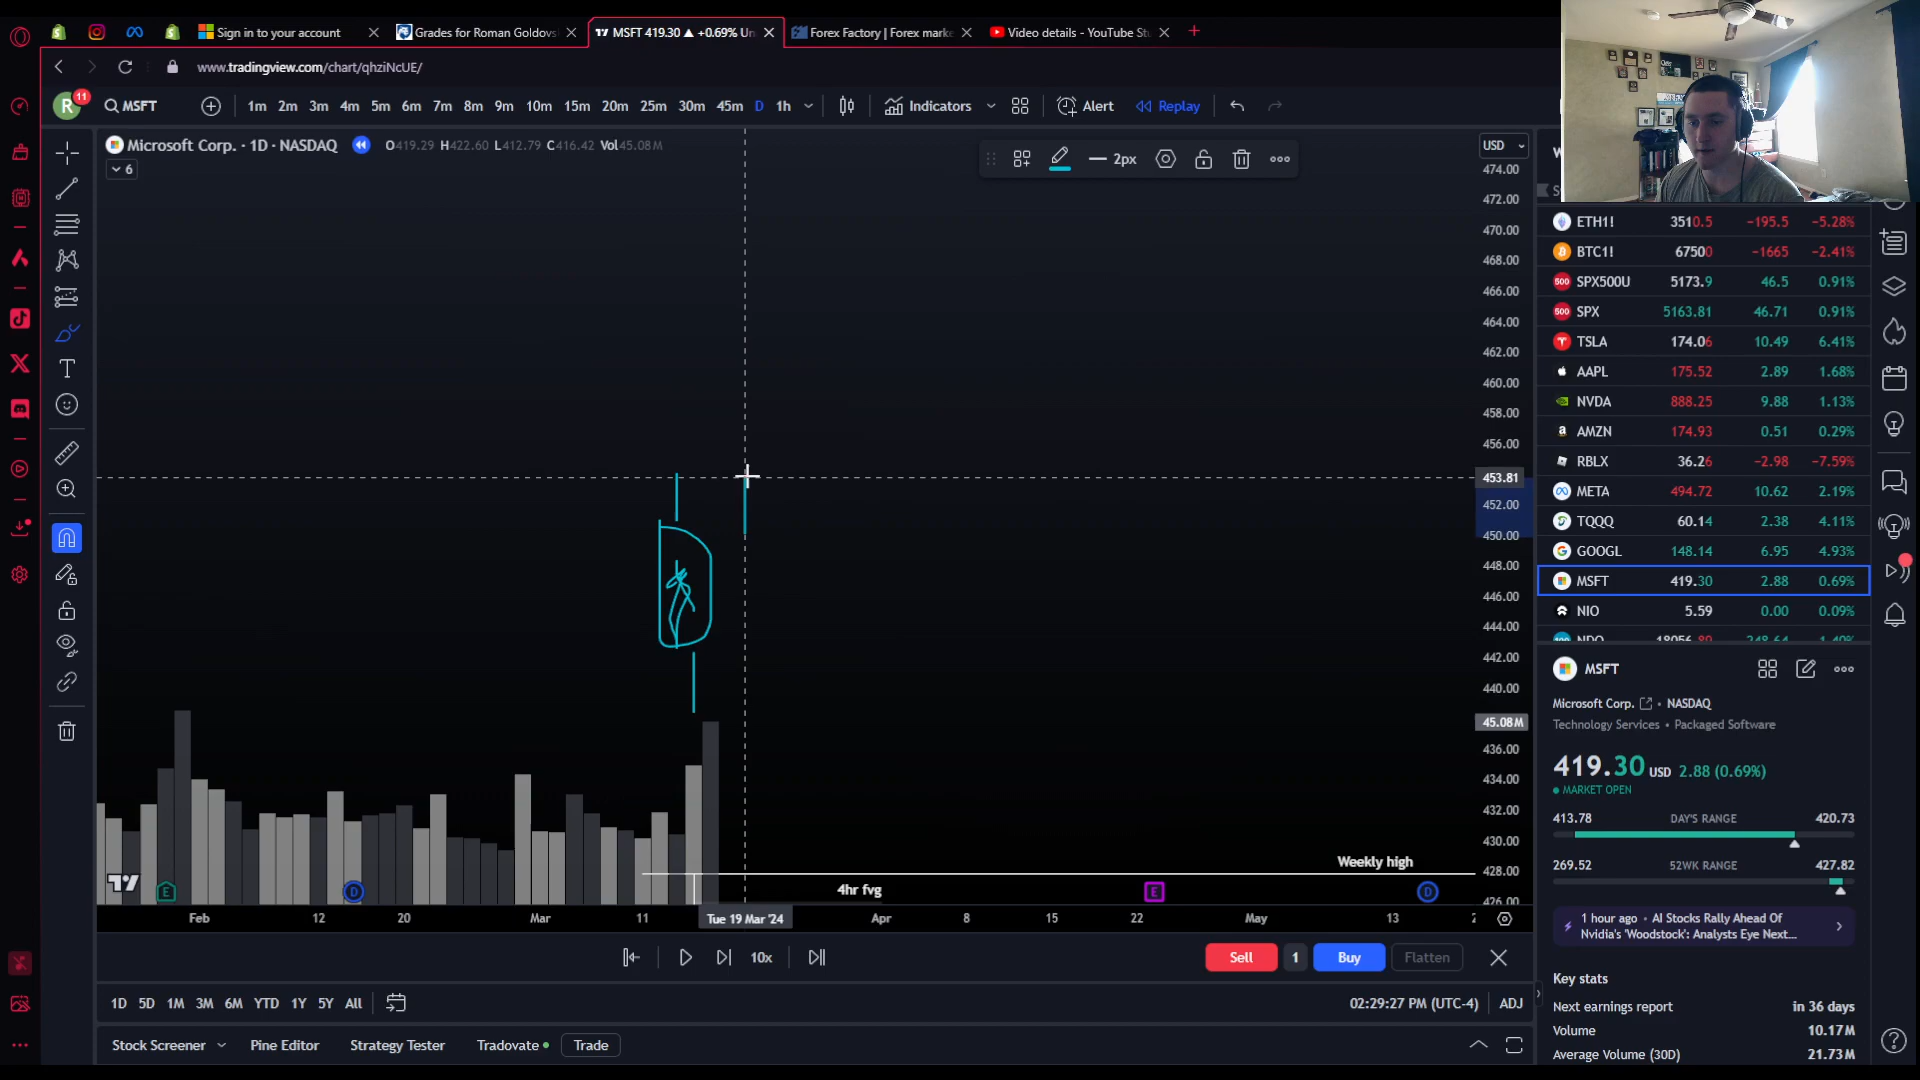 Sign in to your account
Grades for Roman Goldovs
MSFT 419.30 ▲ +0.69% Un
Forex Factory | Forex marke
Video details - YouTube St
www.tradingview.com/chart/qhziNcUE/
R 11 MSFT 1m 2m 3m 4m 5m 6m 7m 8m 9m 10m 15m 20m 25m 30m 45m D 1h Indicators Alert Replay
Microsoft Corp. · 1D · NASDAQ O419.29 H422.60 L412.79 C416.42 Vol45.08M
6
2px
USD
474.00
472.00
470.00
468.00
466.00
464.00
462.00
460.00
458.00
456.00
453.81
452.00
450.00
448.00
446.00
444.00
442.00
440.00
45.08M
436.00
434.00
432.00
430.00
428.00
426.00
Weekly high
4hr fvg
E D E D
Feb 12 20 Mar 11 Tue 19 Mar '24 Apr 8 15 22 May 13
10x
Sell 1 Buy Flatten
1D 5D 1M 3M 6M YTD 1Y 5Y All
02:29:27 PM (UTC-4) ADJ
Stock Screener Pine Editor Strategy Tester Tradovate Trade
ETH1! 3510.5 −195.5 −5.28%
BTC1! 67500 −1665 −2.41%
SPX500U 5173.9 46.5 0.91%
SPX 5163.81 46.71 0.91%
TSLA 174.06 10.49 6.41%
AAPL 175.52 2.89 1.68%
NVDA 888.25 9.88 1.13%
AMZN 174.93 0.51 0.29%
RBLX 36.26 −2.98 −7.59%
META 494.72 10.62 2.19%
TQQQ 60.14 2.38 4.11%
GOOGL 148.14 6.95 4.93%
MSFT 419.30 2.88 0.69%
NIO 5.59 0.00 0.09%
NDQ 18056.89 248.64 1.40%
MSFT
Microsoft Corp. • NASDAQ
Technology Services • Packaged Software
419.30 USD 2.88 (0.69%)
MARKET OPEN
413.78 DAY'S RANGE 420.73
269.52 52WK RANGE 427.82
1 hour ago • AI Stocks Rally Ahead Of
Nvidia's 'Woodstock': Analysts Eye Next...
Key stats
Next earnings report in 36 days
Volume 10.17M
Average Volume (30D) 21.73M